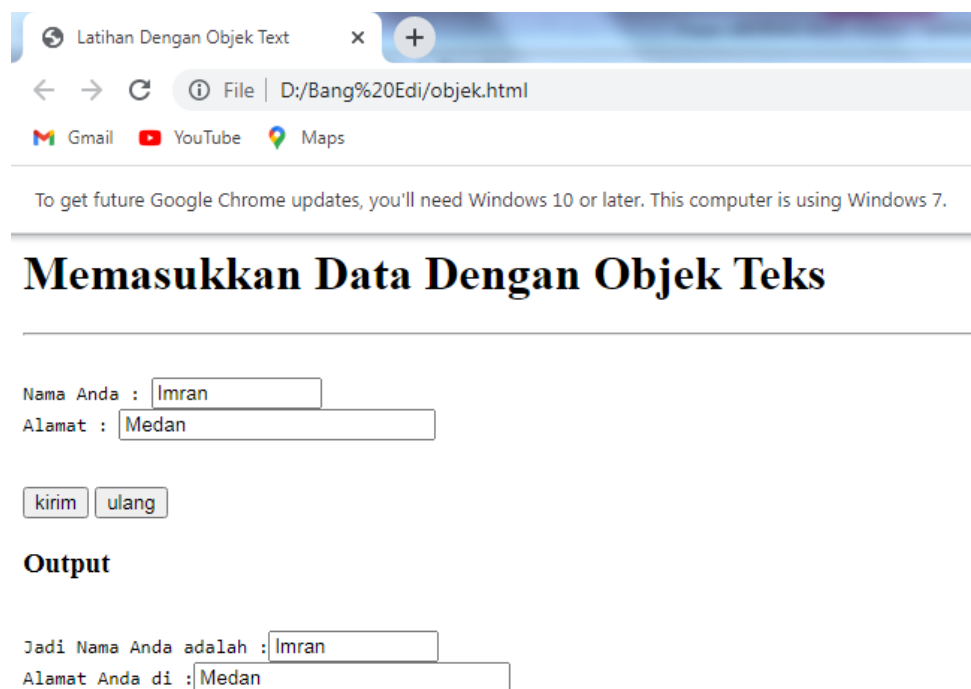 Latihan Dengan Objek Text
File D:/Bang%20Edi/objek.html
Gmail YouTube Maps
To get future Google Chrome updates, you'll need Windows 10 or later. This computer is using Windows 7.
Memasukkan Data Dengan Objek Teks
Nama Anda : Imran
Alamat : Medan
kirim ulang
Output
Jadi Nama Anda adalah : Imran
Alamat Anda di : Medan